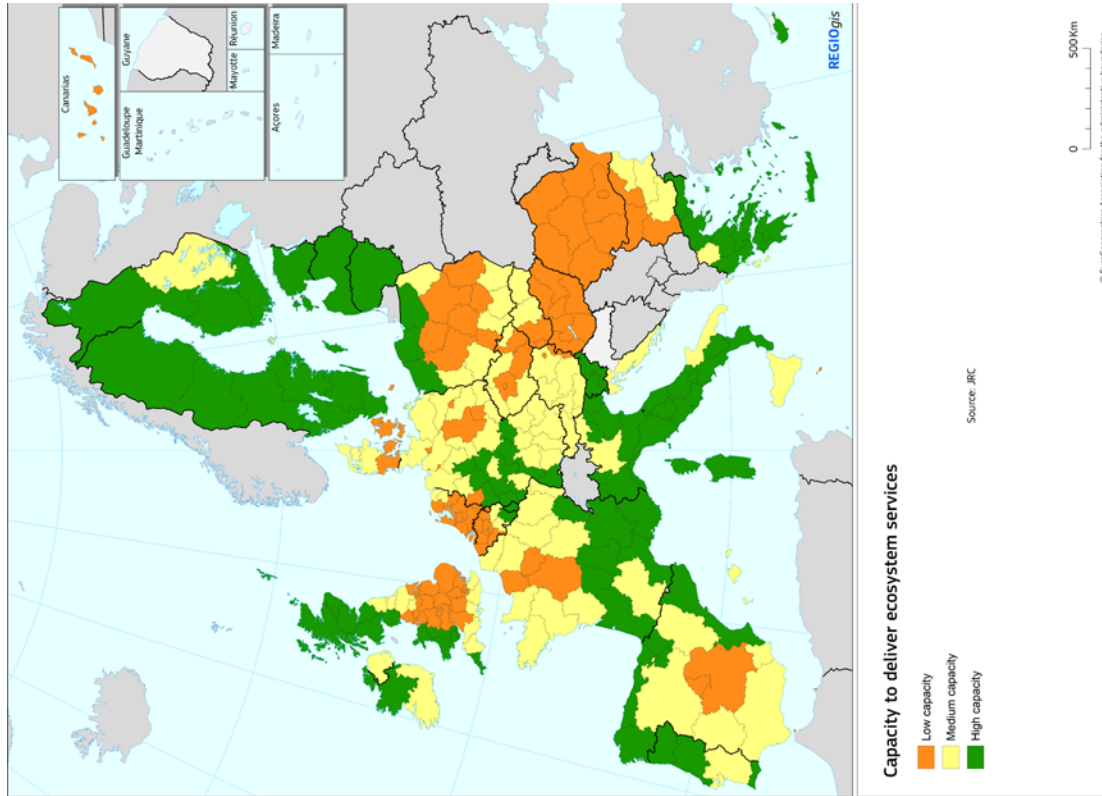 Canarias
Guadeloupe
Martinique
Guyane
Mayotte
Réunion
Açores
Madeira
REGIOgis
Capacity to deliver ecosystem services
Low capacity
Medium capacity
High capacity
Source: JRC
0
500 Km